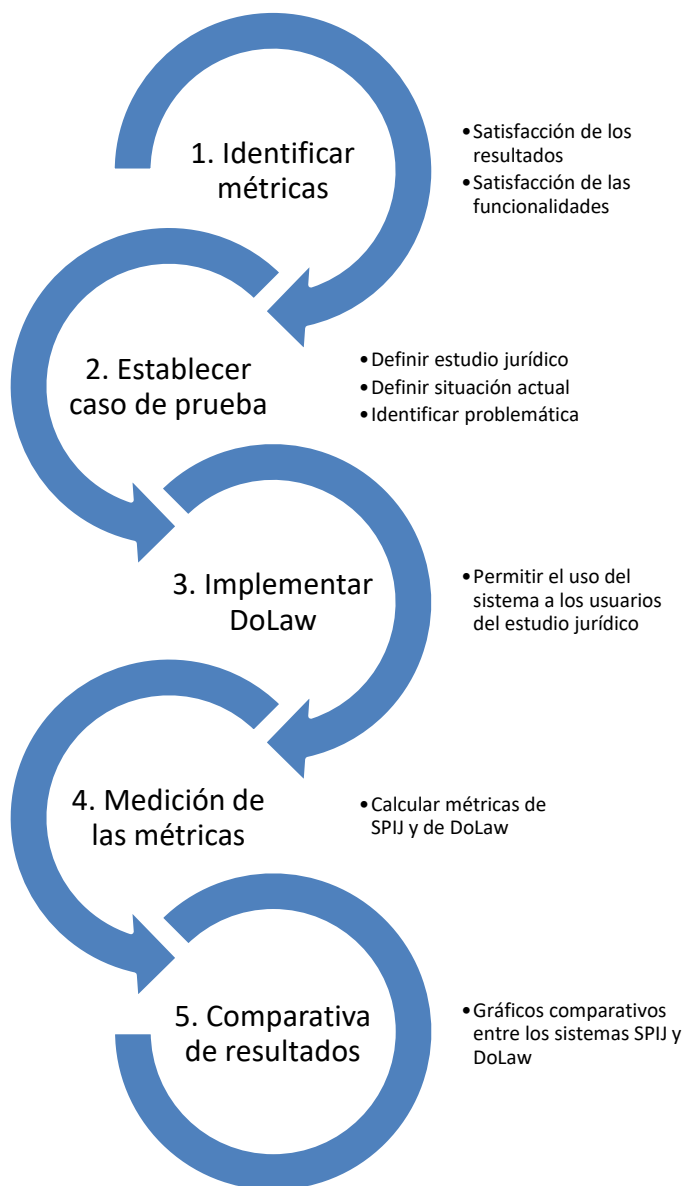 1. Identificar
métricas
•Satisfacción de los
resultados
•Satisfacción de las
funcionalidades
2. Establecer
caso de prueba
•Definir estudio jurídico
•Definir situación actual
•Identificar problemática
3. Implementar
DoLaw
•Permitir el uso del
sistema a los usuarios
del estudio jurídico
4. Medición de
las métricas
•Calcular métricas de
SPIJ y de DoLaw
5. Comparativa
de resultados
•Gráficos comparativos
entre los sistemas SPIJ y
DoLaw